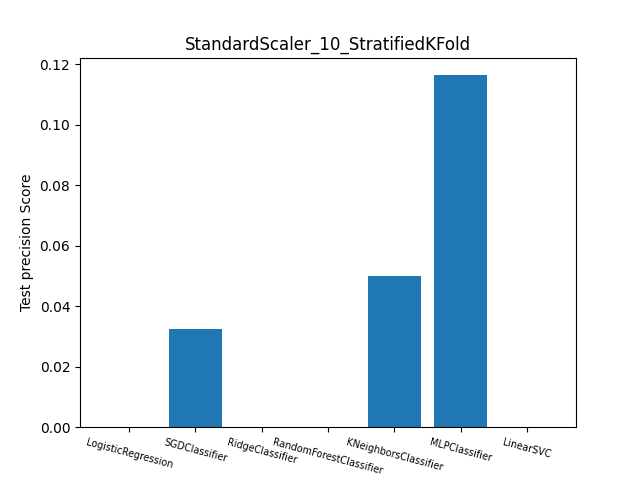 StandardScaler_10_StratifiedKFold
Test precision Score
0.12
0.10
0.08
0.06
0.04
0.02
0.00
LogisticRegression
SGDClassifier
RidgeClassifier
RandomForestClassifier
KNeighborsClassifier
MLPClassifier
LinearSVC